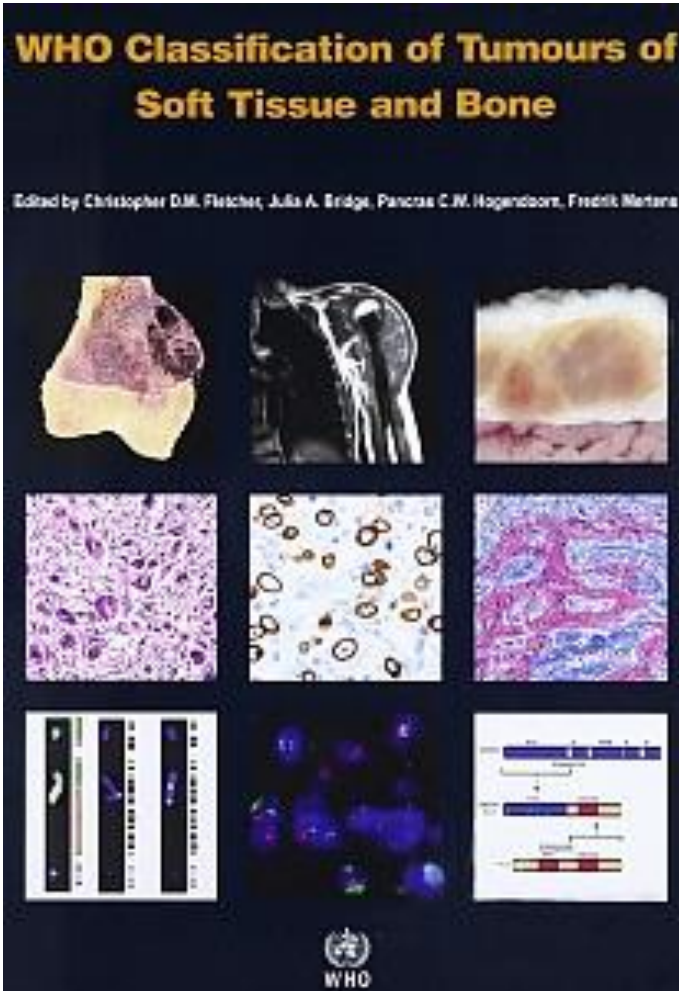 WHO Classification of Tumours of
Soft Tissue and Bone
Edited by Christopher D.M. Fletcher, Julia A. Bridge, Pancras C.W. Hogendoorn, Fredrik Mertens
WHO